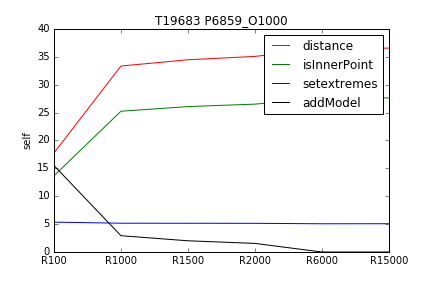 T19683 P6859_O1000
40
35
30
25
20
15
10
5
0
self
distance
isInnerPoint
setextremes
addModel
R100 R1000 R1500 R2000 R6000 R15000